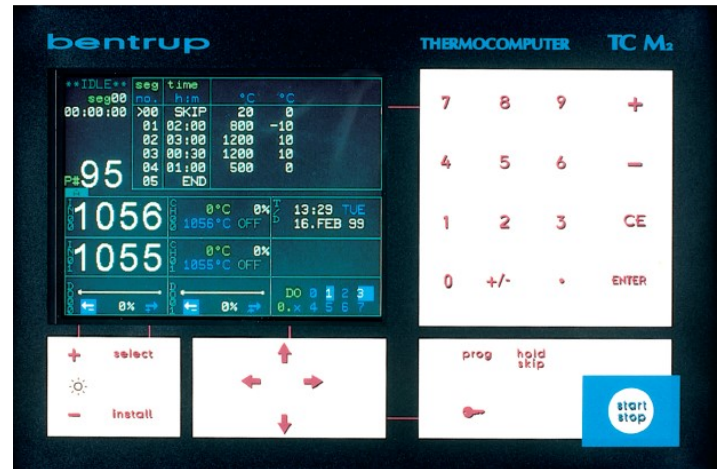 bentrup THERMOCOMPUTER TC M2
**IDLE** seg time
seg00 no. h:m °C °C
00:00:00 >00 SKIP 20 0
01 02:00 800 -10
02 03:00 1200 10
03 00:30 1200 10
04 01:00 500 0
P#95 05 END
1056 0°C 0% 13:29 TUE
1056°C OFF 16.FEB 99
1055 0°C 0%
1055°C OFF
DO 0 1 2 3
0% 0% 0.x 4 5 6 7
7 8 9 +
4 5 6 −
1 2 3 CE
0 +/- . ENTER
+ select
− install
prog hold
skip
start
stop